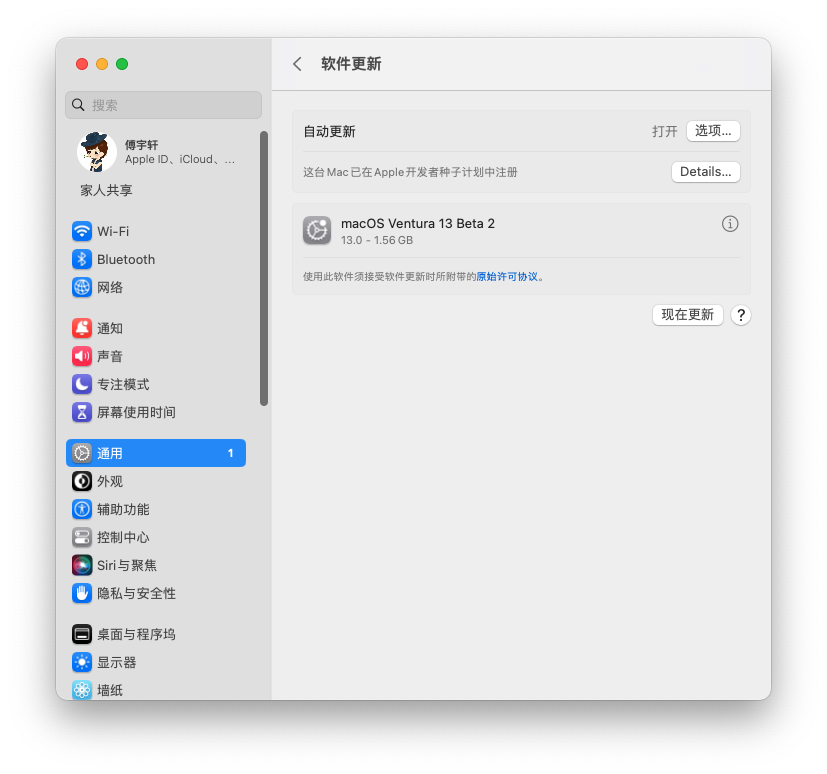 软件更新
搜索
傅宇轩
Apple ID、iCloud、...
家人共享
Wi-Fi
Bluetooth
网络
通知
声音
专注模式
屏幕使用时间
通用 1
外观
辅助功能
控制中心
Siri与聚焦
隐私与安全性
桌面与程序坞
显示器
墙纸
自动更新 打开 选项...
这台 Mac 已在 Apple 开发者种子计划中注册 Details...
macOS Ventura 13 Beta 2
13.0 - 1.56 GB
使用此软件须接受软件更新时所附带的原始许可协议。
现在更新 ?